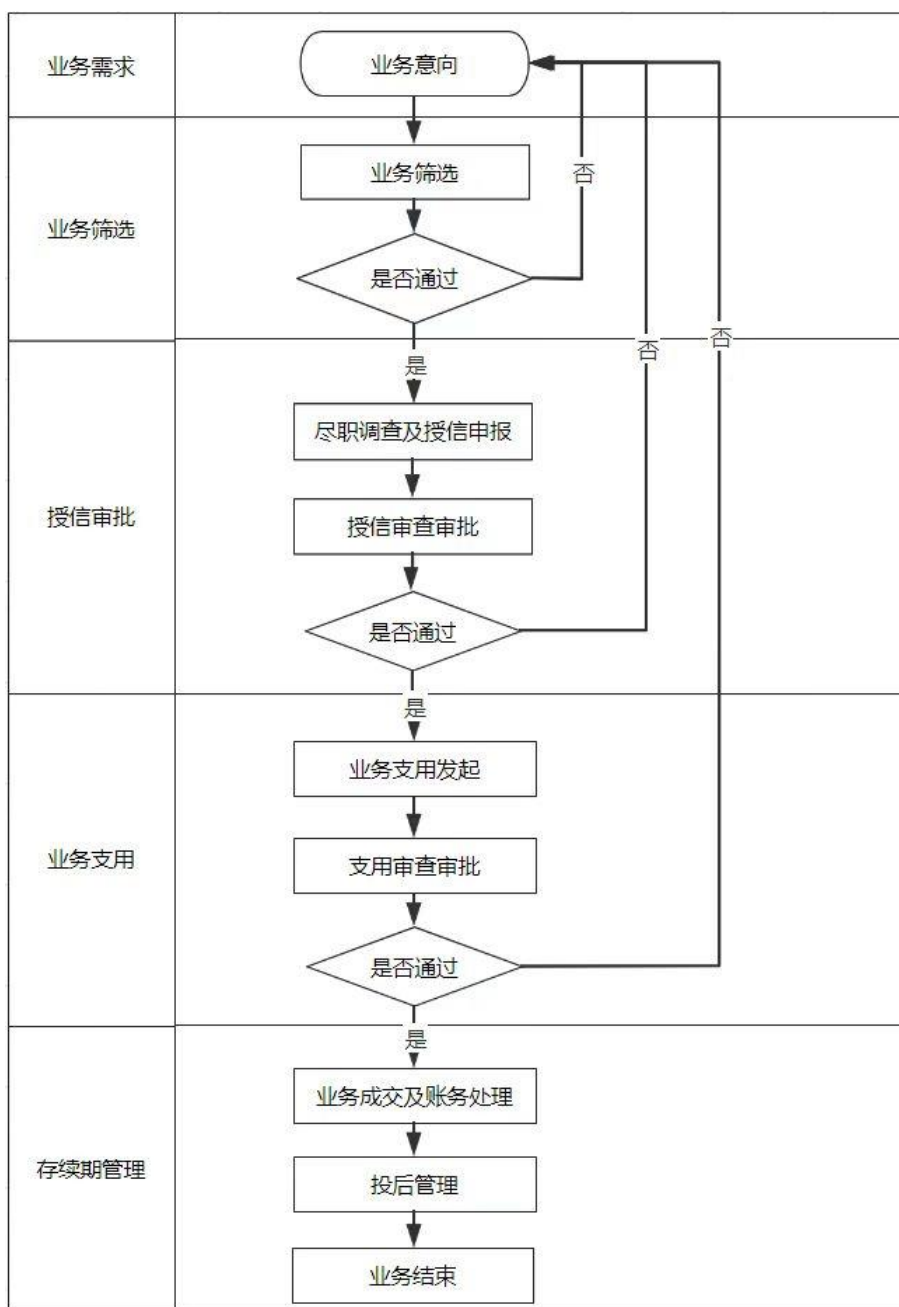 业务需求
业务意向
业务筛选
业务筛选
否
是否通过
是
否
否
授信审批
尽职调查及授信申报
授信审查审批
是否通过
是
业务支用
业务支用发起
支用审查审批
是否通过
是
存续期管理
业务成交及账务处理
投后管理
业务结束